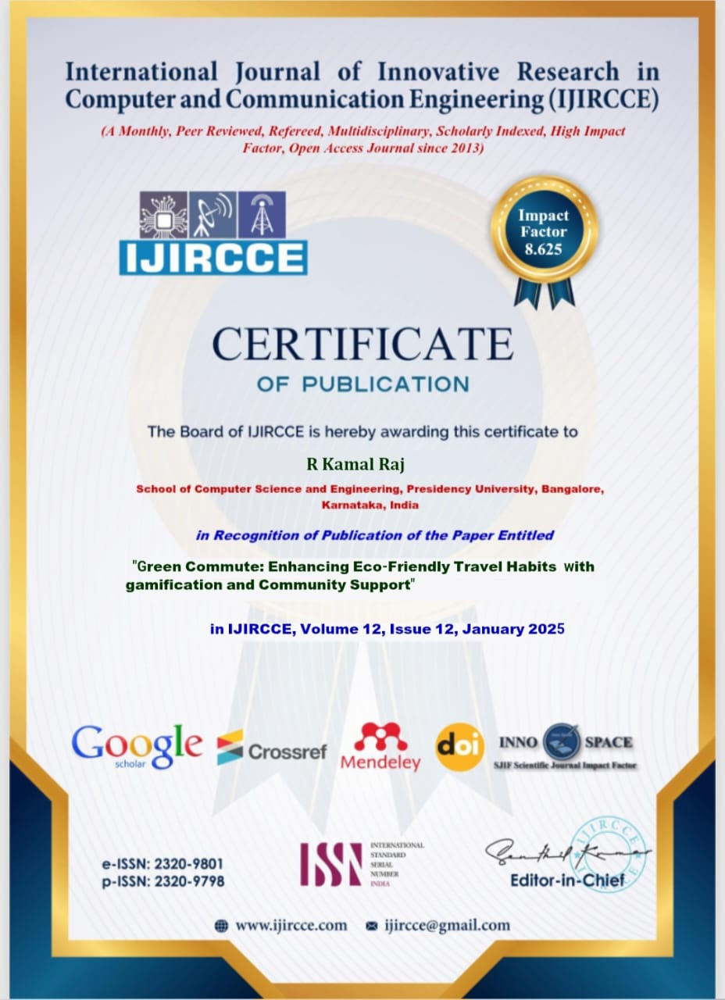 International Journal of Innovative Research in
Computer and Communication Engineering (IJIRCCE)
(A Monthly, Peer Reviewed, Refereed, Multidisciplinary, Scholarly Indexed, High Impact
Factor, Open Access Journal since 2013)
IJIRCCE
Impact
Factor
8.625
CERTIFICATE
OF PUBLICATION
The Board of IJIRCCE is hereby awarding this certificate to
R Kamal Raj
School of Computer Science and Engineering, Presidency University, Bangalore,
Karnataka, India
in Recognition of Publication of the Paper Entitled
"Green Commute: Enhancing Eco-Friendly Travel Habits with
gamification and Community Support"
in IJIRCCE, Volume 12, Issue 12, January 2025
Google
scholar
Crossref
Mendeley
doi
INNO SPACE
SJIF Scientific Journal Impact Factor
e-ISSN: 2320-9801
p-ISSN: 2320-9798
ISSN
INTERNATIONAL
STANDARD
SERIAL
NUMBER
INDIA
Senthil Kumar
IJIRCCE
Editor-in-Chief
www.ijircce.com ijircce@gmail.com